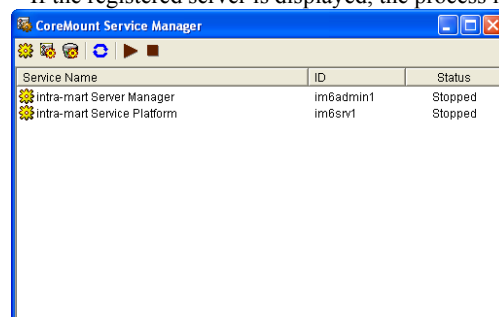 If the registered server is displayed, the process
CoreMount Service Manager
Service Name ID Status
intra-mart Server Manager im6admin1 Stopped
intra-mart Service Platform im6srv1 Stopped